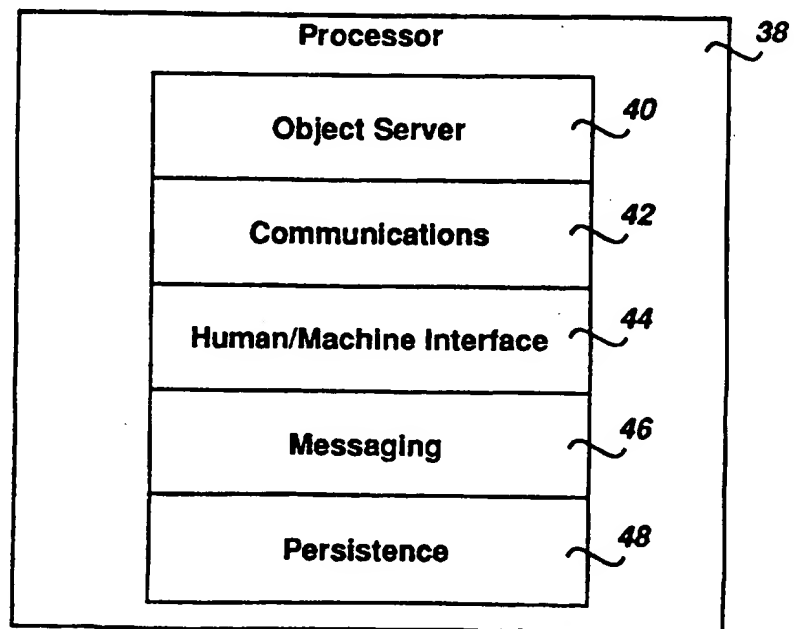 Processor 38
Object Server 40
Communications 42
Human/Machine Interface 44
Messaging 46
Persistence 48